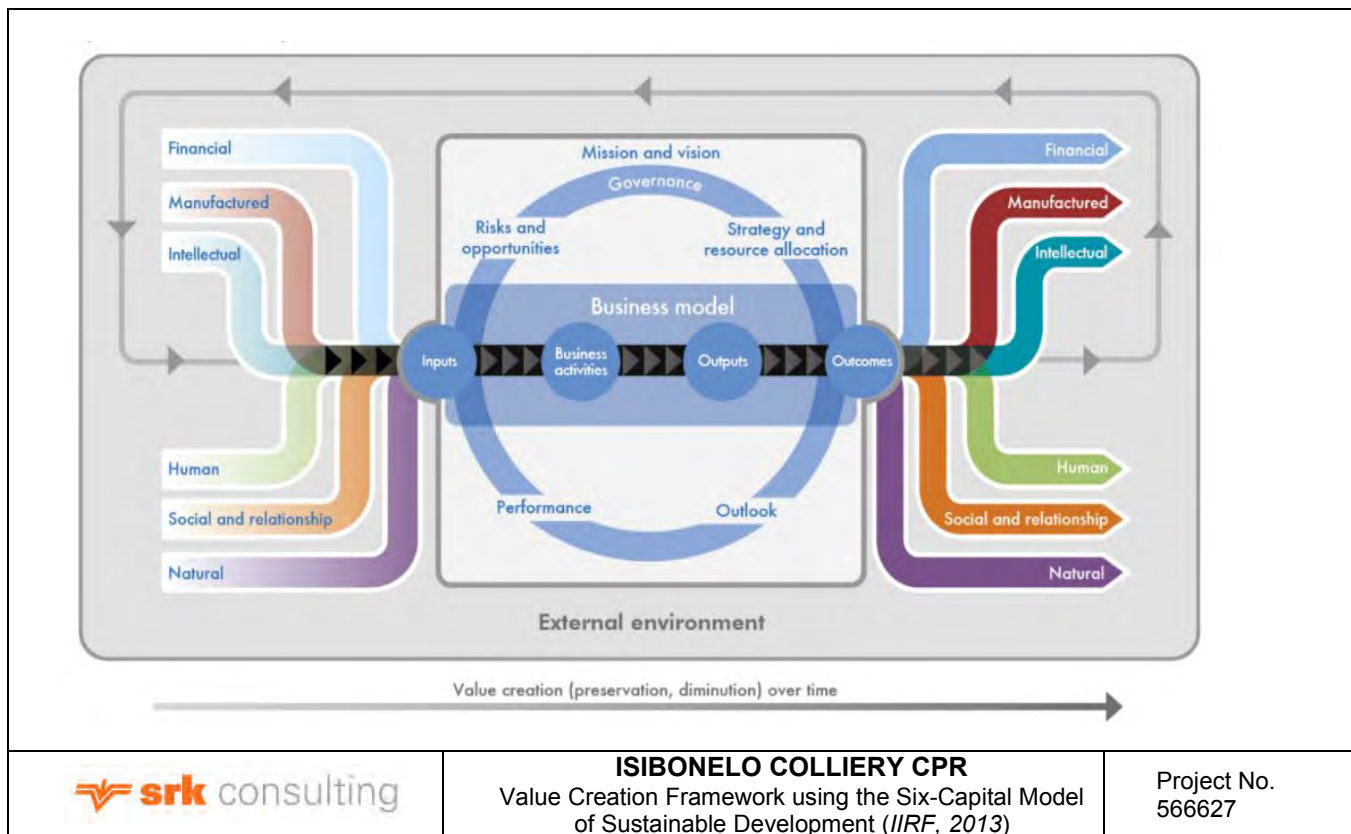 Financial
Manufactured
Intellectual
Human
Social and relationship
Natural
Mission and vision
Governance
Risks and
opportunities
Strategy and
resource allocation
Business model
Inputs
Business
activities
Outputs
Outcomes
Performance
Outlook
Financial
Manufactured
Intellectual
Human
Social and relationship
Natural
External environment
Value creation (preservation, diminution) over time
srk consulting
ISIBONELO COLLIERY CPR
Value Creation Framework using the Six-Capital Model
of Sustainable Development (IIRF, 2013)
Project No.
566627